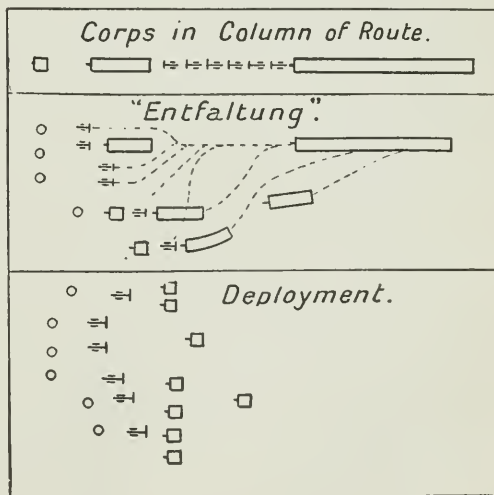 Corps in Column of Route.
"Entfaltung".
Deployment.